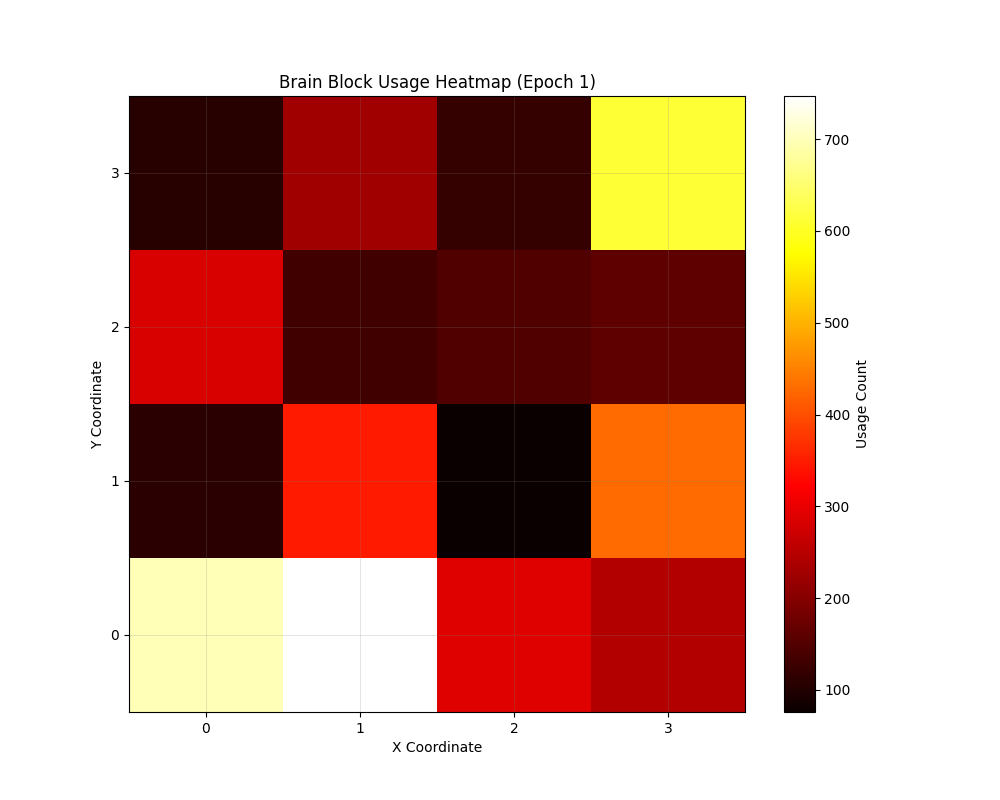 Brain Block Usage Heatmap (Epoch 1)
3
2
1
0
Y Coordinate
0 1 2 3
X Coordinate
700
600
500
400
300
200
100
Usage Count